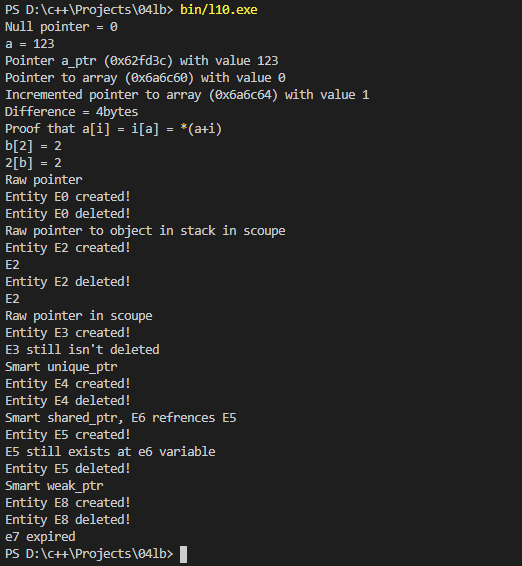 PS D:\c++\Projects\04lb> bin/l10.exe
Null pointer = 0
a = 123
Pointer a_ptr (0x62fd3c) with value 123
Pointer to array (0x6a6c60) with value 0
Incremented pointer to array (0x6a6c64) with value 1
Difference = 4bytes
Proof that a[i] = i[a] = *(a+i)
b[2] = 2
2[b] = 2
Raw pointer
Entity E0 created!
Entity E0 deleted!
Raw pointer to object in stack in scoupe
Entity E2 created!
E2
Entity E2 deleted!
E2
Raw pointer in scoupe
Entity E3 created!
E3 still isn't deleted
Smart unique_ptr
Entity E4 created!
Entity E4 deleted!
Smart shared_ptr, E6 refrences E5
Entity E5 created!
E5 still exists at e6 variable
Entity E5 deleted!
Smart weak_ptr
Entity E8 created!
Entity E8 deleted!
e7 expired
PS D:\c++\Projects\04lb>